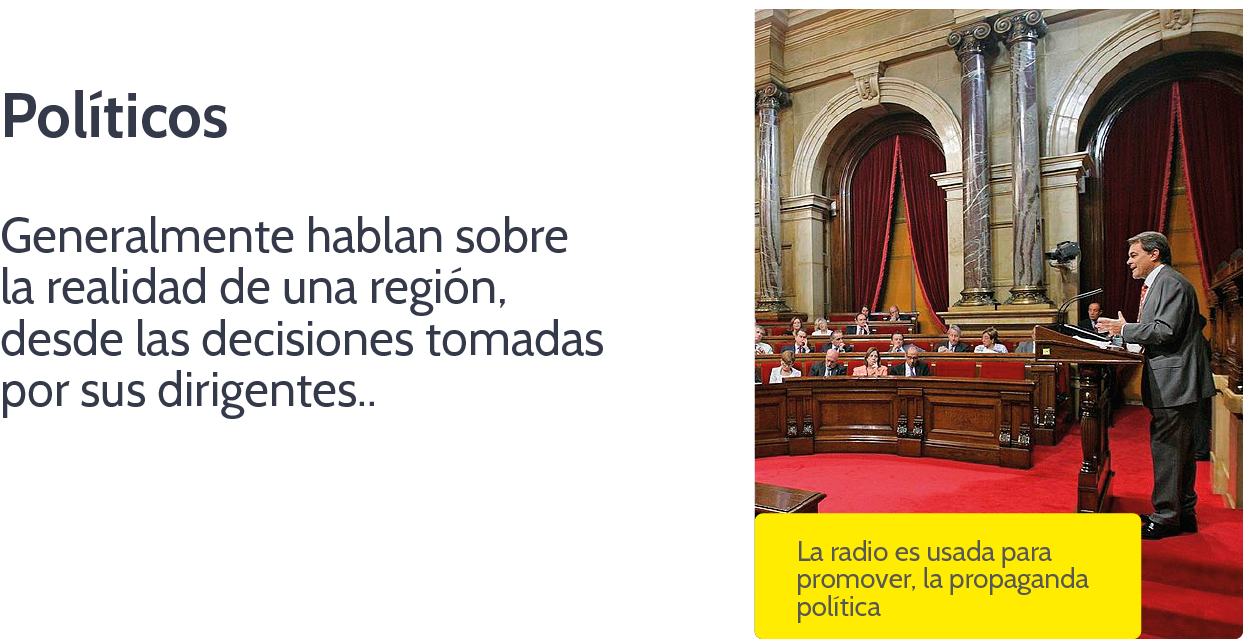 Políticos
Generalmente hablan sobre
la realidad de una región,
desde las decisiones tomadas
por sus dirigentes..
La radio es usada para
promover, la propaganda
política